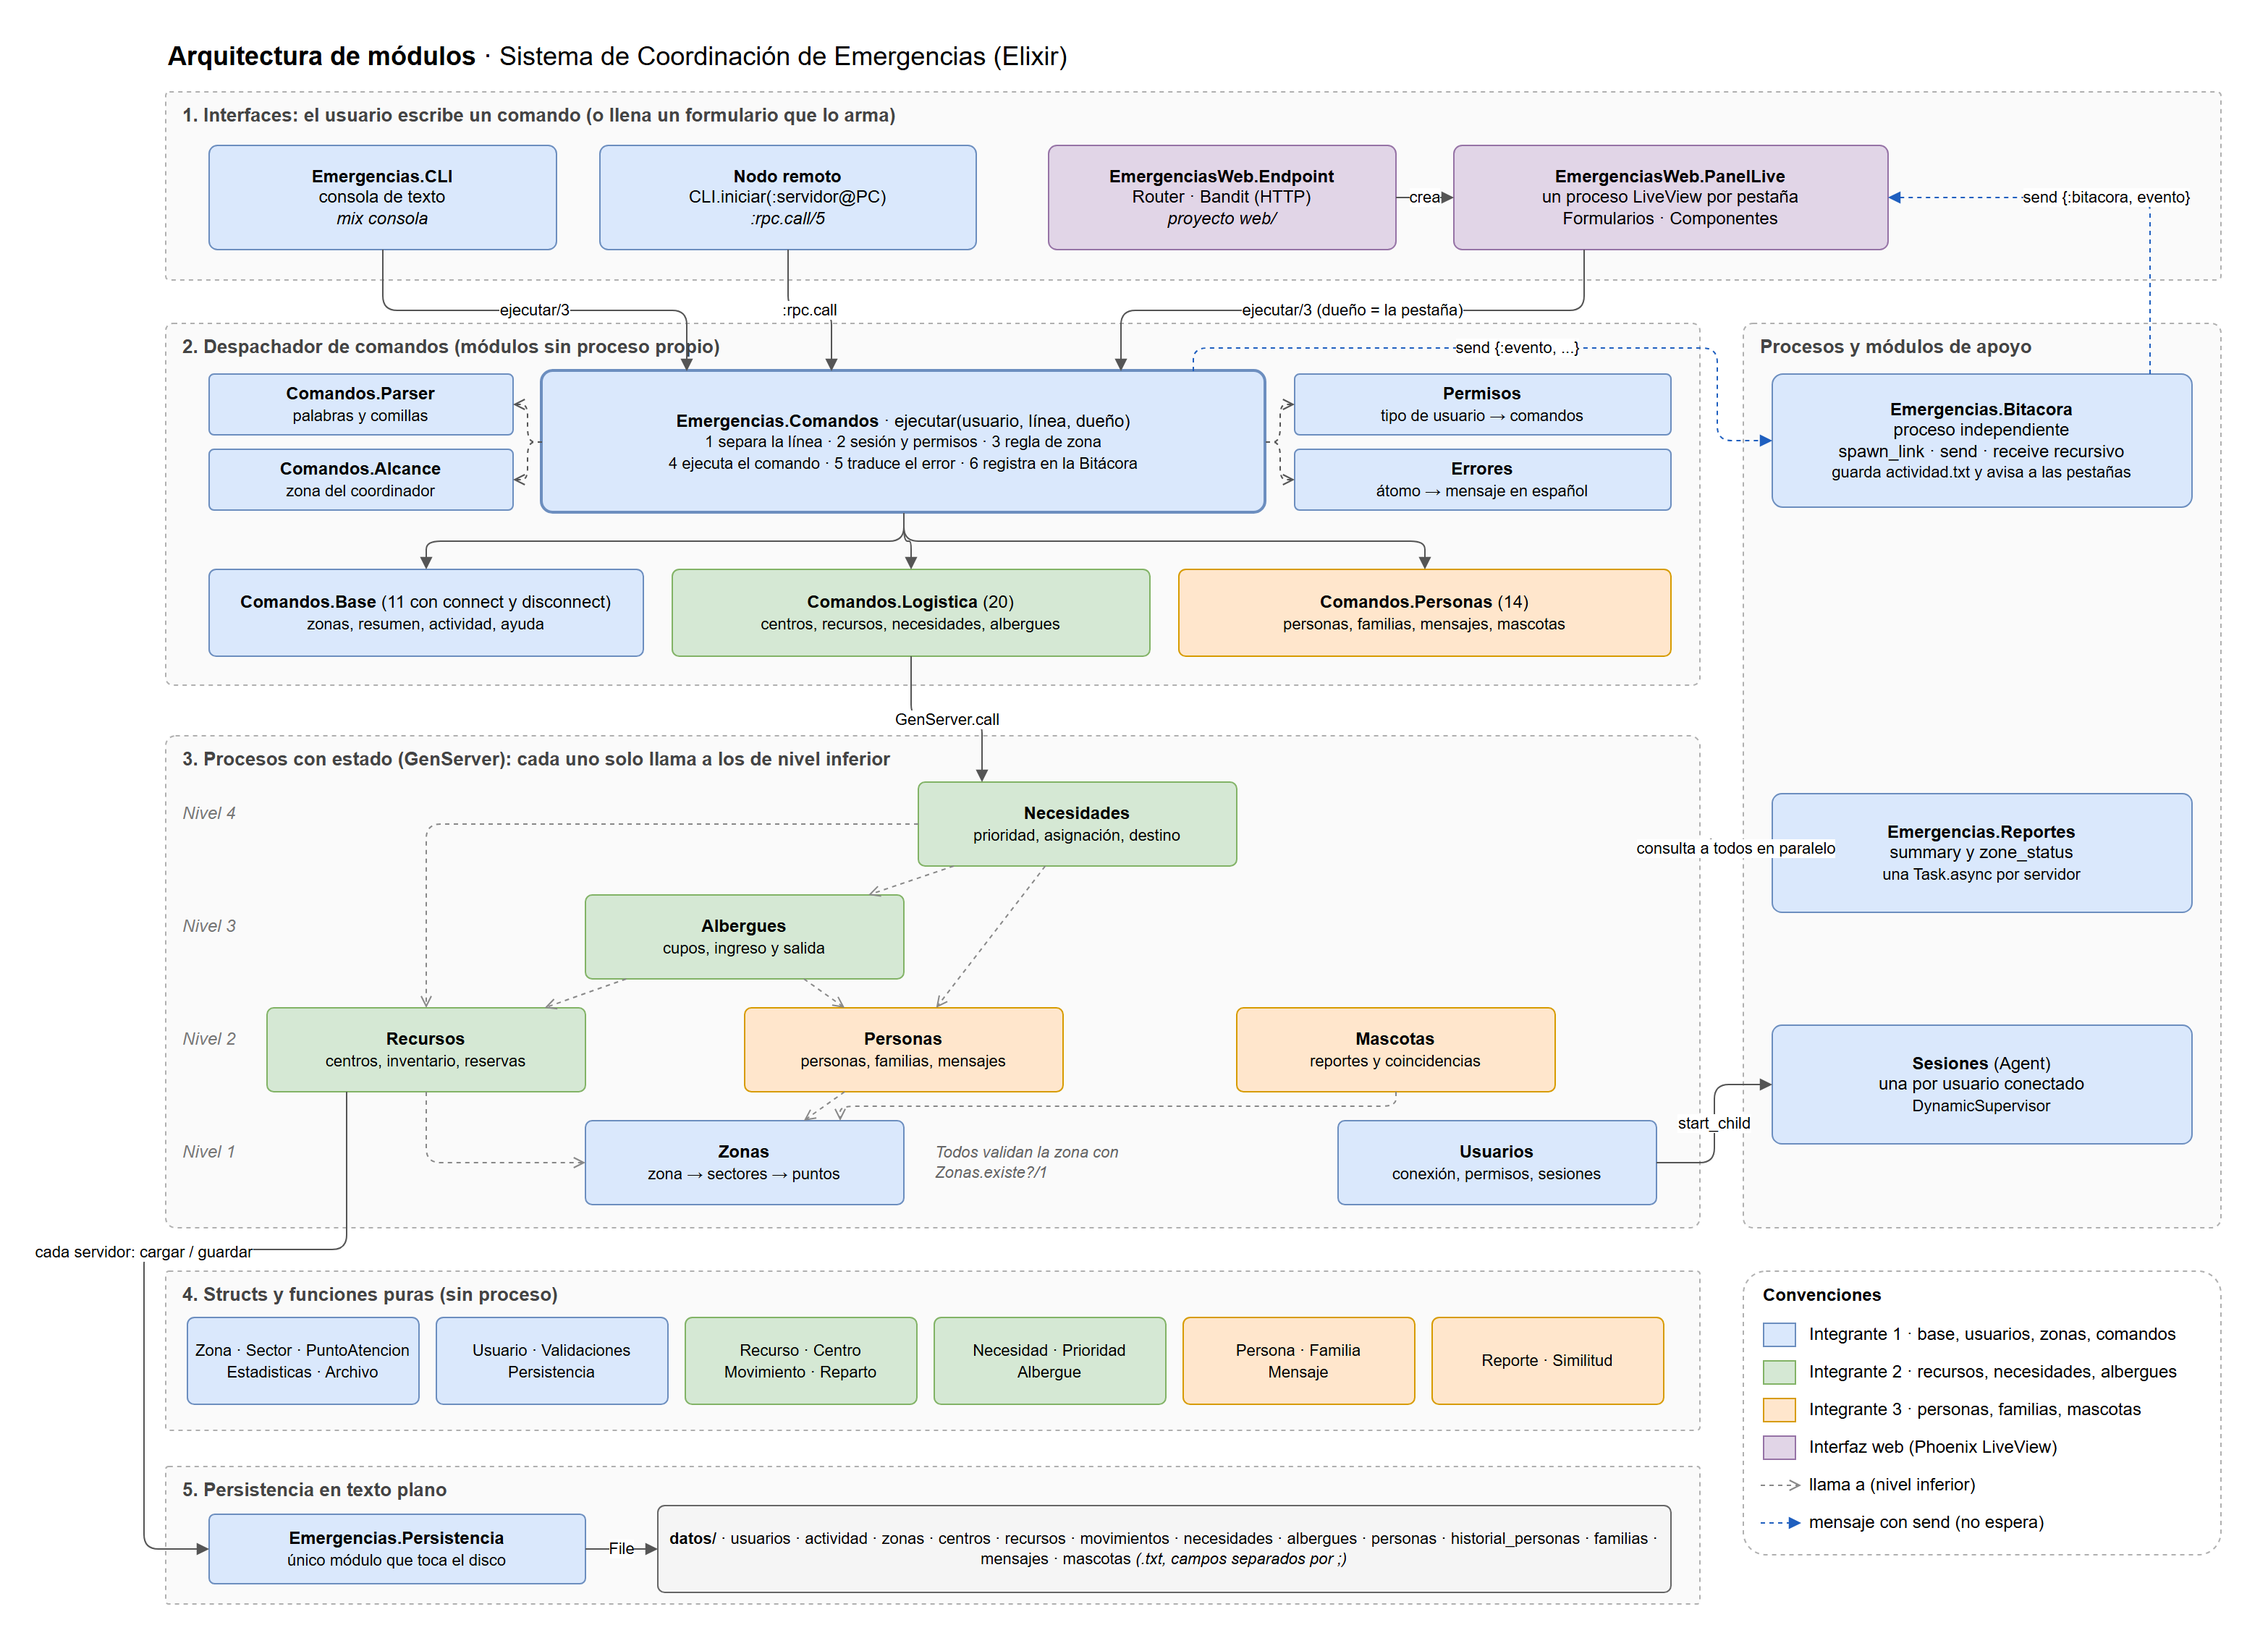 Arquitectura de módulos · Sistema de Coordinación de Emergencias (Elixir)
1. Interfaces: el usuario escribe un comando (o llena un formulario que lo arma)
Emergencias.CLI
consola de texto
mix consola
Nodo remoto
CLI.iniciar(:servidor@PC)
:rpc.call/5
EmergenciasWeb.Endpoint
Router · Bandit (HTTP)
proyecto web/
crea
EmergenciasWeb.PanelLive
un proceso LiveView por pestaña
Formularios · Componentes
send {:bitacora, evento}
ejecutar/3
:rpc.call
ejecutar/3 (dueño = la pestaña)
2. Despachador de comandos (módulos sin proceso propio)
send {:evento, ...}
Comandos.Parser
palabras y comillas
Comandos.Alcance
zona del coordinador
Emergencias.Comandos · ejecutar(usuario, línea, dueño)
1 separa la línea · 2 sesión y permisos · 3 regla de zona
4 ejecuta el comando · 5 traduce el error · 6 registra en la Bitácora
Permisos
tipo de usuario → comandos
Errores
átomo → mensaje en español
Comandos.Base (11 con connect y disconnect)
zonas, resumen, actividad, ayuda
Comandos.Logistica (20)
centros, recursos, necesidades, albergues
Comandos.Personas (14)
personas, familias, mensajes, mascotas
Procesos y módulos de apoyo
Emergencias.Bitacora
proceso independiente
spawn_link · send · receive recursivo
guarda actividad.txt y avisa a las pestañas
GenServer.call
3. Procesos con estado (GenServer): cada uno solo llama a los de nivel inferior
Nivel 4
Necesidades
prioridad, asignación, destino
consulta a todos en paralelo
Emergencias.Reportes
summary y zone_status
una Task.async por servidor
Nivel 3
Albergues
cupos, ingreso y salida
Nivel 2
Recursos
centros, inventario, reservas
Personas
personas, familias, mensajes
Mascotas
reportes y coincidencias
Sesiones (Agent)
una por usuario conectado
DynamicSupervisor
start_child
Nivel 1
Zonas
zona → sectores → puntos
Todos validan la zona con
Zonas.existe?/1
Usuarios
conexión, permisos, sesiones
cada servidor: cargar / guardar
4. Structs y funciones puras (sin proceso)
Zona · Sector · PuntoAtencion
Estadisticas · Archivo
Usuario · Validaciones
Persistencia
Recurso · Centro
Movimiento · Reparto
Necesidad · Prioridad
Albergue
Persona · Familia
Mensaje
Reporte · Similitud
Convenciones
Integrante 1 · base, usuarios, zonas, comandos
Integrante 2 · recursos, necesidades, albergues
Integrante 3 · personas, familias, mascotas
Interfaz web (Phoenix LiveView)
llama a (nivel inferior)
mensaje con send (no espera)
5. Persistencia en texto plano
Emergencias.Persistencia
único módulo que toca el disco
File
datos/ · usuarios · actividad · zonas · centros · recursos · movimientos · necesidades · albergues · personas · historial_personas · familias ·
mensajes · mascotas (.txt, campos separados por ;)